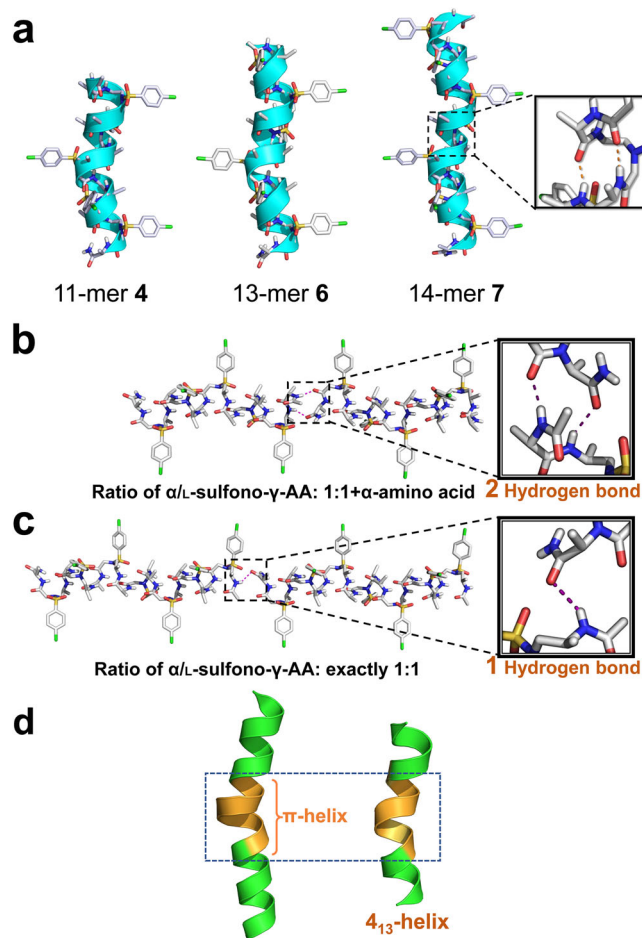 a
11-mer 4
13-mer 6
14-mer 7
b
Ratio of α/L-sulfono-γ-AA: 1:1+α-amino acid
2 Hydrogen bond
c
Ratio of α/L-sulfono-γ-AA: exactly 1:1
1 Hydrogen bond
d
π-helix
4₁₃-helix